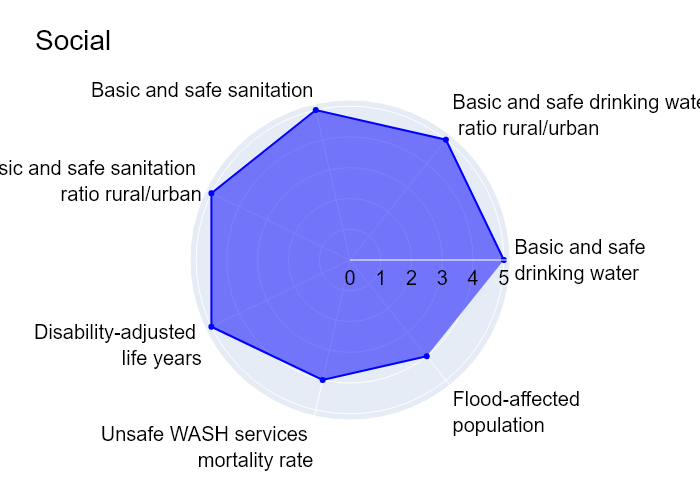 Social
Basic and safe sanitation
Basic and safe drinking
ratio rural/urban
and safe sanitation
ratio rural/urban
Basic and safe
drinking water
0 1 2 3 4 5
Disability-adjusted
life years
Flood-affected
population
Unsafe WASH services
mortality rate